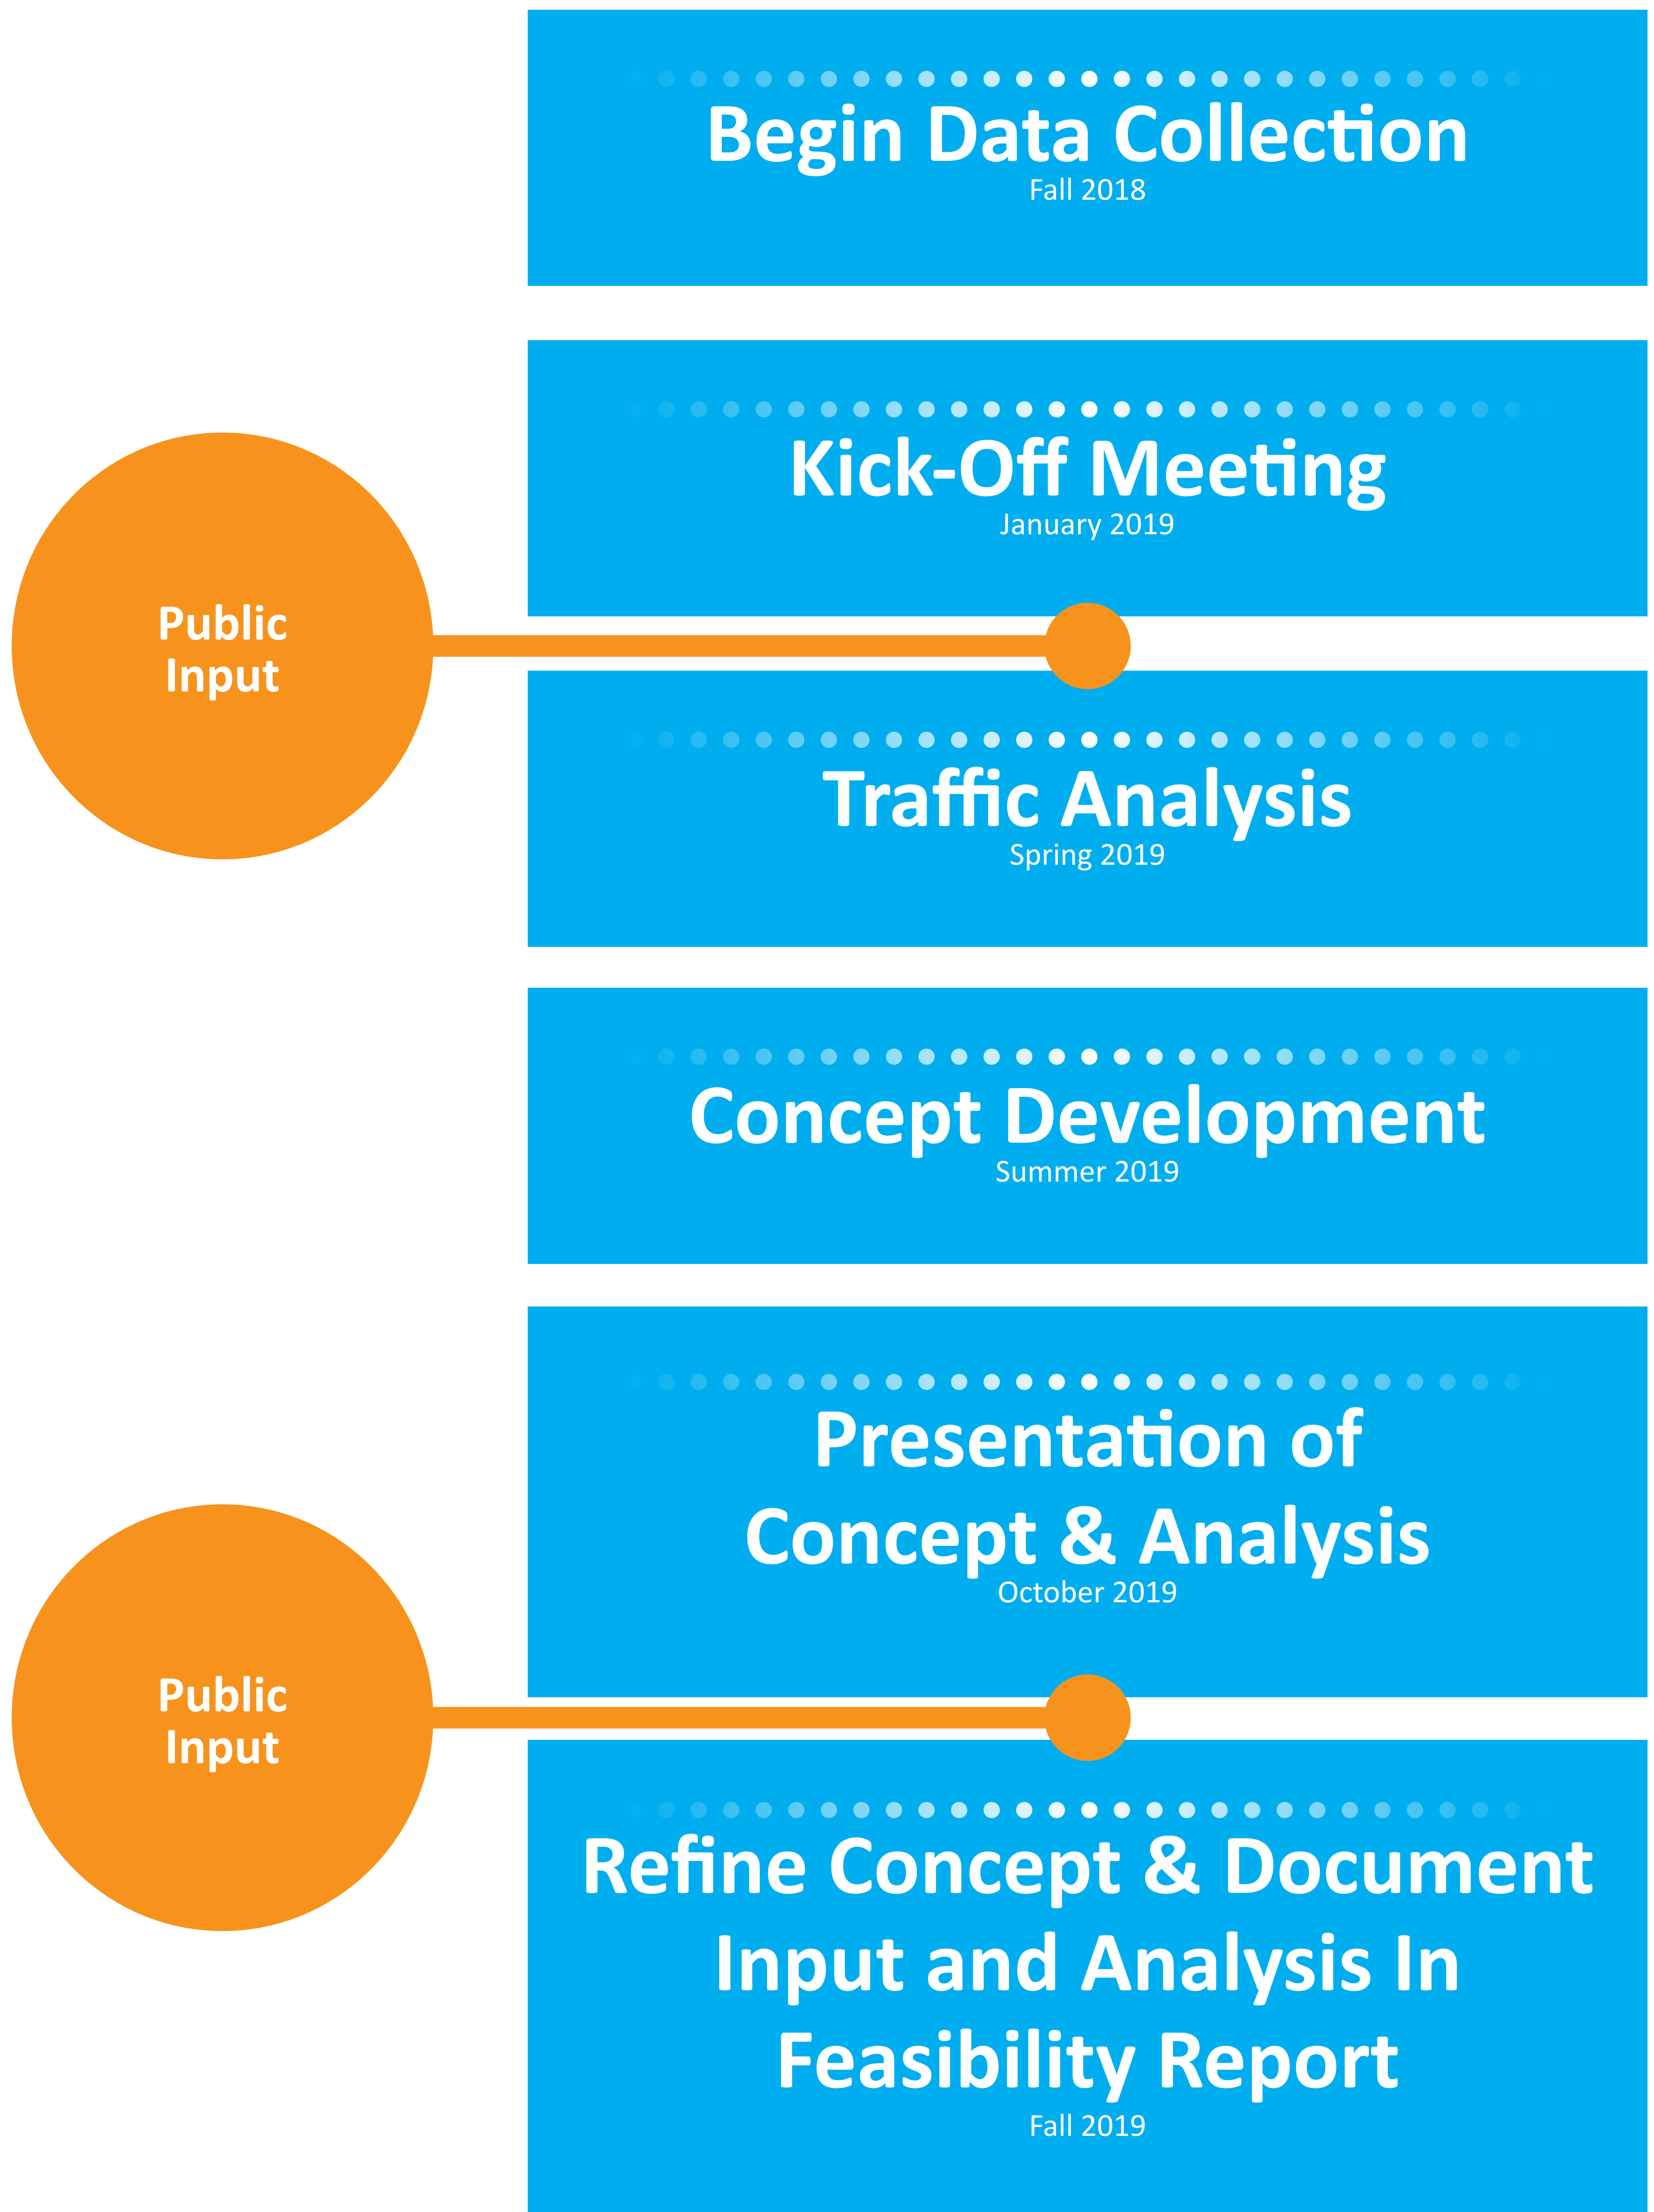 Begin Data Collection
Fall 2018
Kick-Off Meeting
January 2019
Public
Input
Traffic Analysis
Spring 2019
Concept Development
Summer 2019
Presentation of
Concept & Analysis
October 2019
Public
Input
Refine Concept & Document
Input and Analysis In
Feasibility Report
Fall 2019